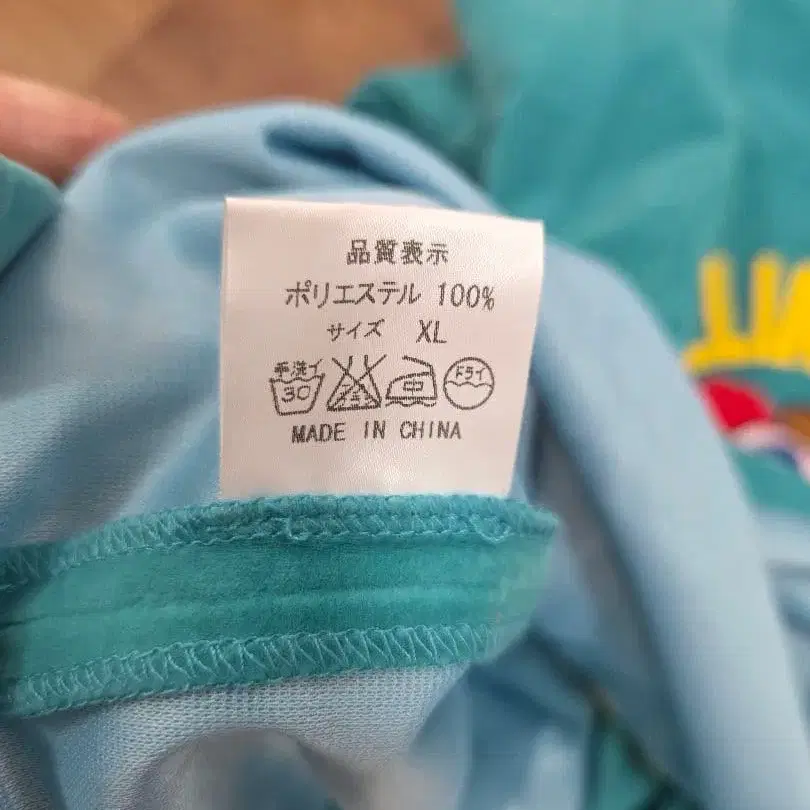 品質表示
ポリエステル 100%
サイズ XL
手洗イ 30 中 ドライ
MADE IN CHINA